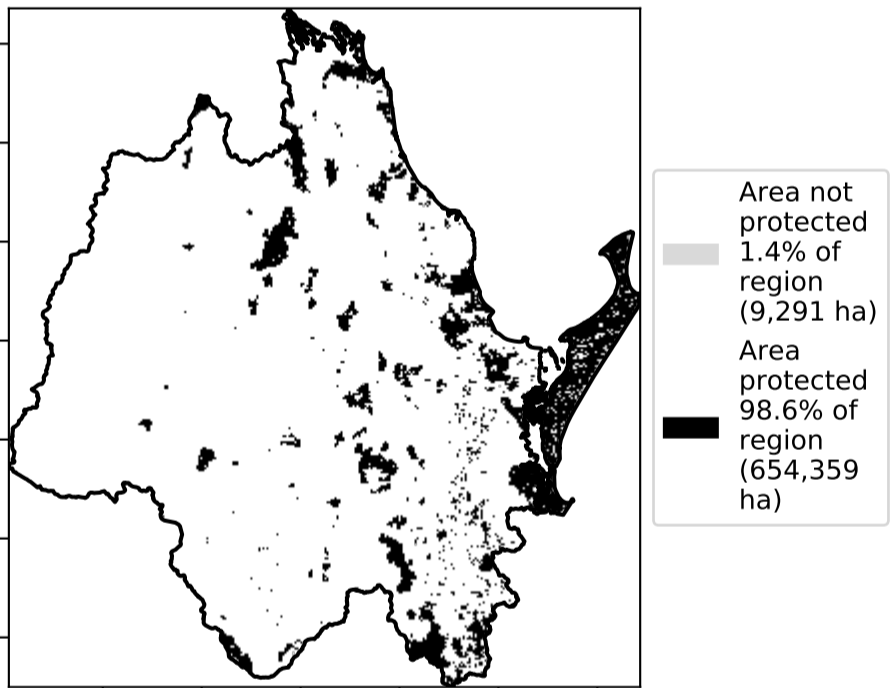 Area not
protected
1.4% of
region
(9,291 ha)
Area
protected
98.6% of
region
(654,359
ha)